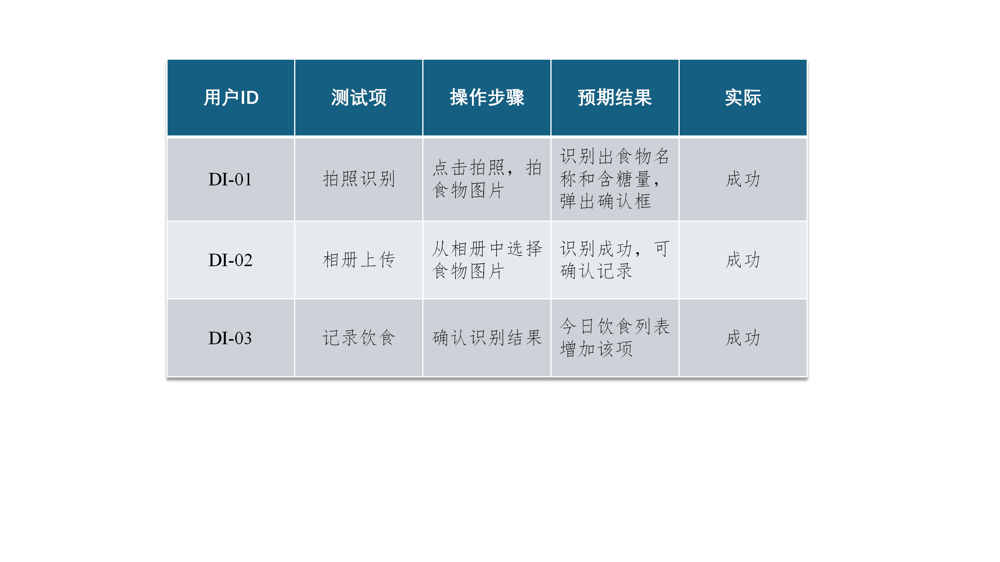 用户ID
测试项
操作步骤
预期结果
实际
DI-01
拍照识别
点击拍照，拍
食物图片
识别出食物名
称和含糖量，
弹出确认框
成功
DI-02
相册上传
从相册中选择
食物图片
识别成功，可
确认记录
成功
DI-03
记录饮食
确认识别结果
今日饮食列表
增加该项
成功